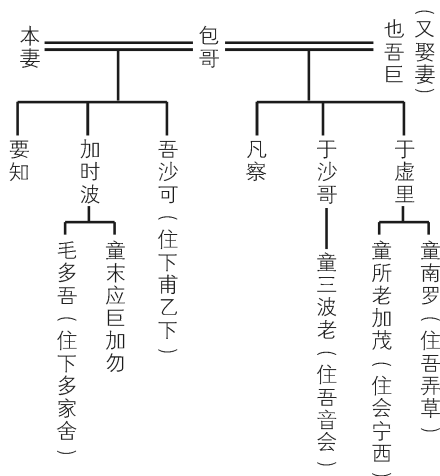 本妻
包哥
也吾巨
（又娶妻）
要知
加时波
吾沙可（住下甫乙下）
凡察
于沙哥
于虚里
毛多吾（住下多家舍）
童末应巨加勿
童三波老（住吾音会）
童所老加茂（住会宁西）
童南罗（住吾弄草）